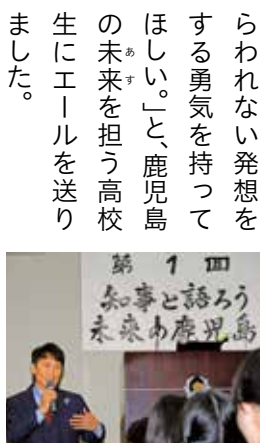 らわれない発想を
する勇気を持って
ほしい。」と、鹿児島
の未来を担う高校
生にエールを送り
ました。
あす
第1回
知事と語ろう
未来の鹿児島